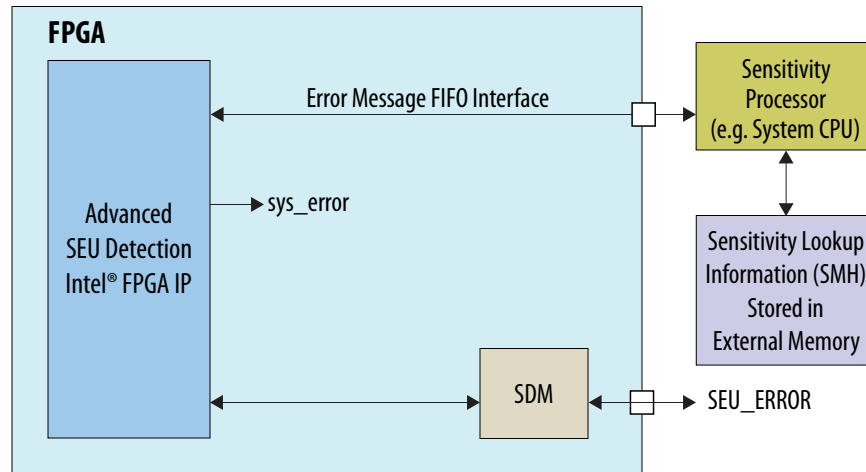 FPGA
Error Message FIFO Interface
Sensitivity
Processor
(e.g. System CPU)
sys_error
Advanced
SEU Detection
Intel® FPGA IP
Sensitivity Lookup
Information (SMH)
Stored in
External Memory
SDM
SEU_ERROR